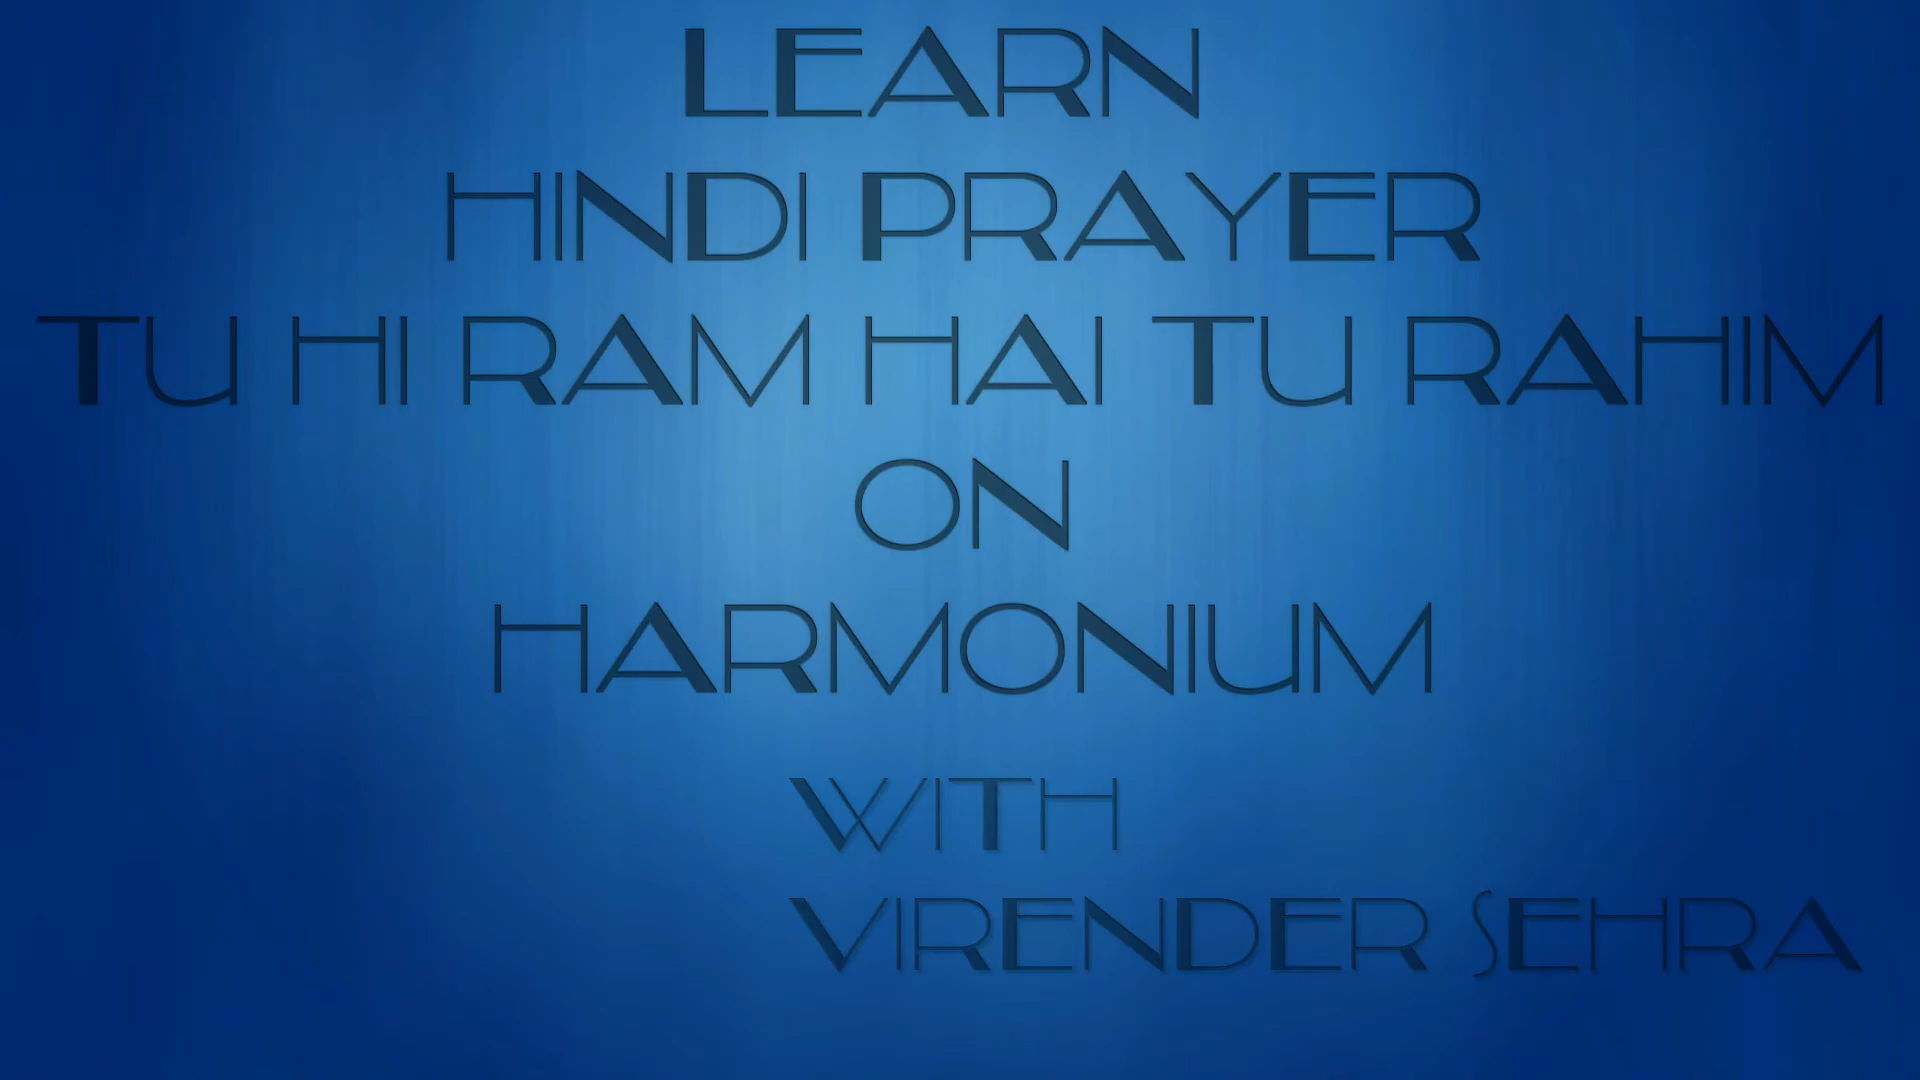 LEARN
HINDI PRAYER
TU HI RAM HAI TU RAHIM
ON
HARMONIUM
WITH
VIRENDER SEHRA